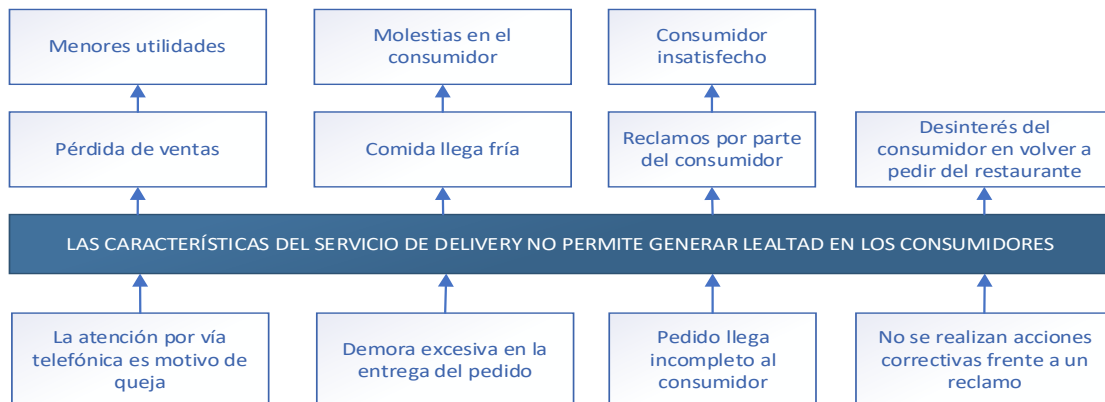 Menores utilidades
Molestias en el
consumidor
Consumidor
insatisfecho
Pérdida de ventas
Comida llega fría
Reclamos por parte
del consumidor
Desinterés del
consumidor en volver a
pedir del restaurante
LAS CARACTERÍSTICAS DEL SERVICIO DE DELIVERY NO PERMITE GENERAR LEALTAD EN LOS CONSUMIDORES
La atención por vía
telefónica es motivo de
queja
Demora excesiva en la
entrega del pedido
Pedido llega
incompleto al
consumidor
No se realizan acciones
correctivas frente a un
reclamo